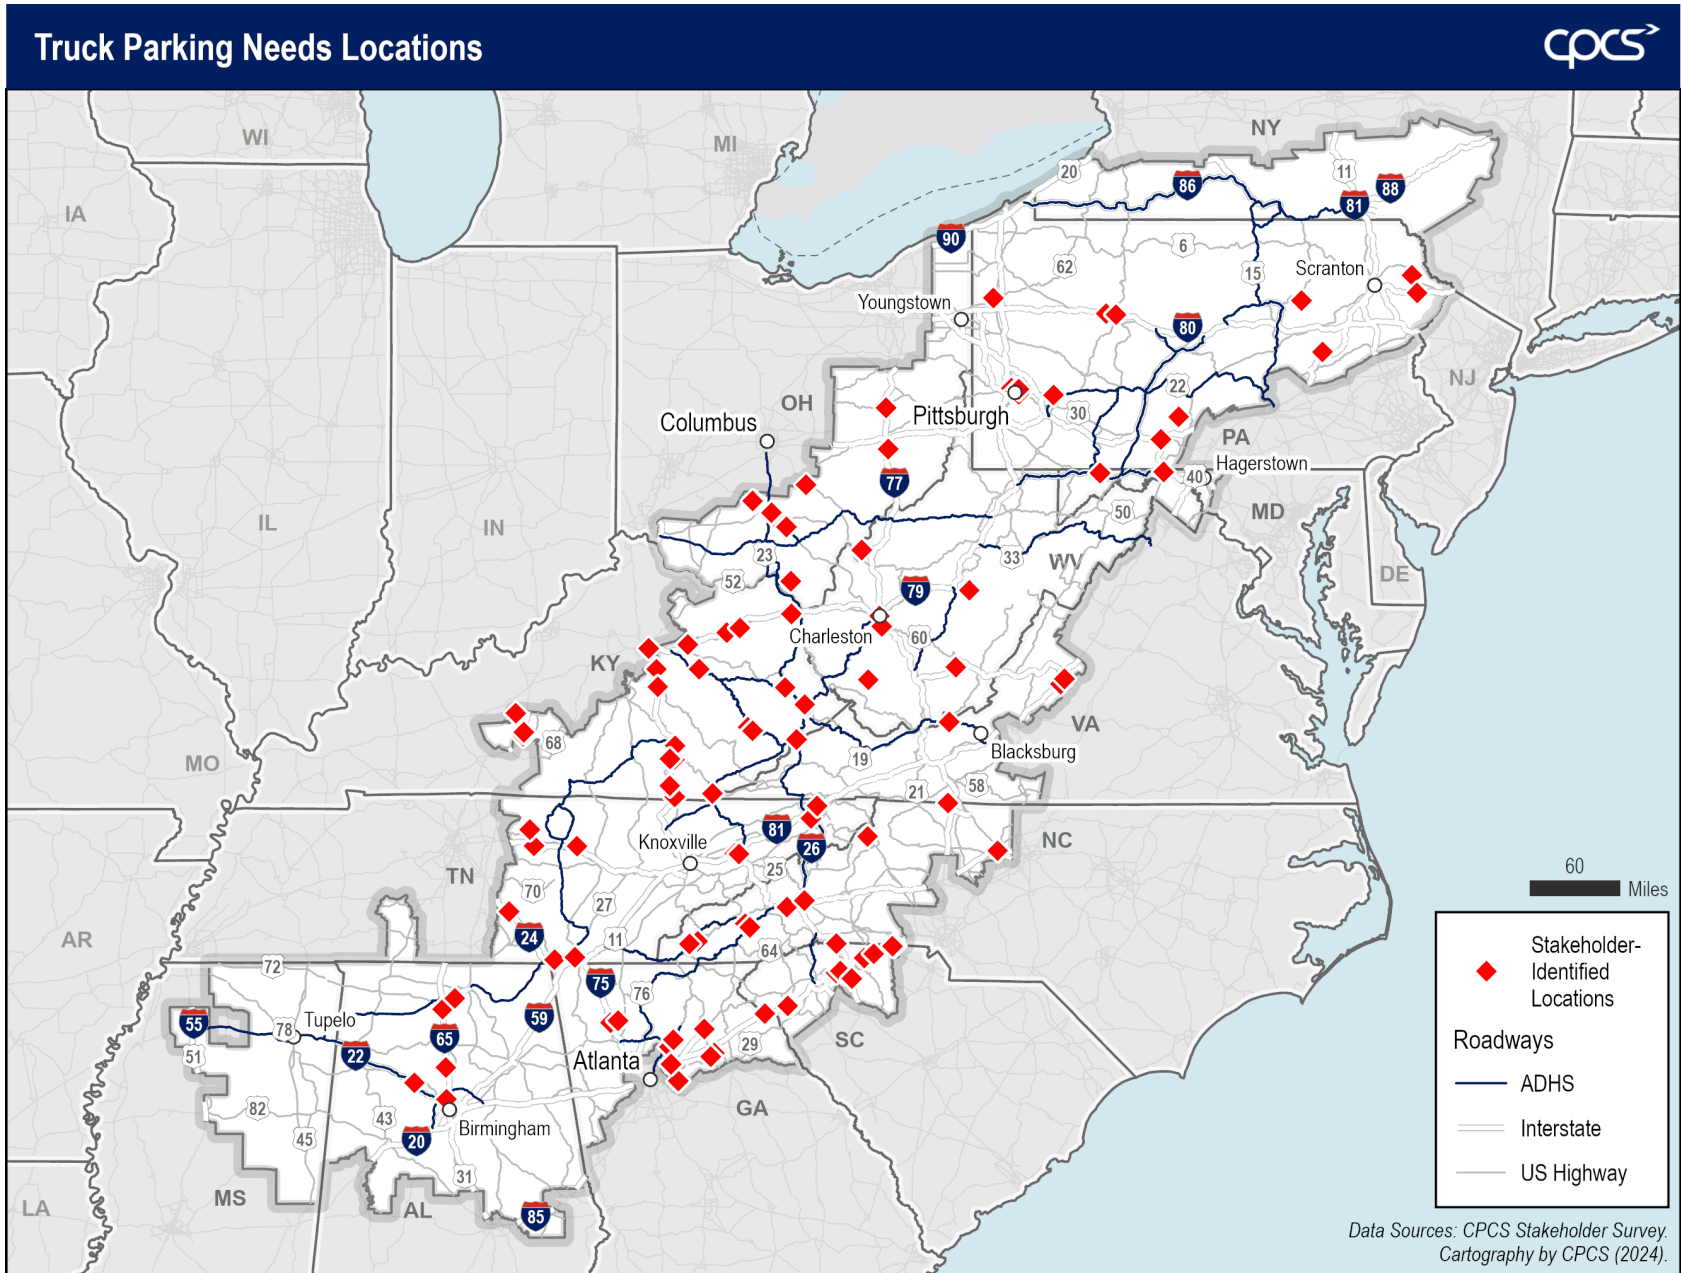 Truck Parking Needs Locations
cpcs
NY
WI
MI
20
11
86
88
81
IA
90
6
62
15
Scranton
Youngstown
80
NJ
22
OH
Pittsburgh
30
Columbus
PA
Hagerstown
77
40
50
MD
IL
IN
23
33
WV
DE
52
79
Charleston
60
KY
VA
68
Blacksburg
MO
19
58
21
81
Knoxville
26
NC
TN
25
60
Miles
70
27
24
11
AR
64
72
75
76
Stakeholder-
Identified
Locations
55
Tupelo
78
59
65
SC
Roadways
51
22
29
Atlanta
ADHS
82
43
GA
Interstate
Birmingham
45
20
US Highway
31
MS
AL
LA
85
Data Sources: CPCS Stakeholder Survey.
Cartography by CPCS (2024).